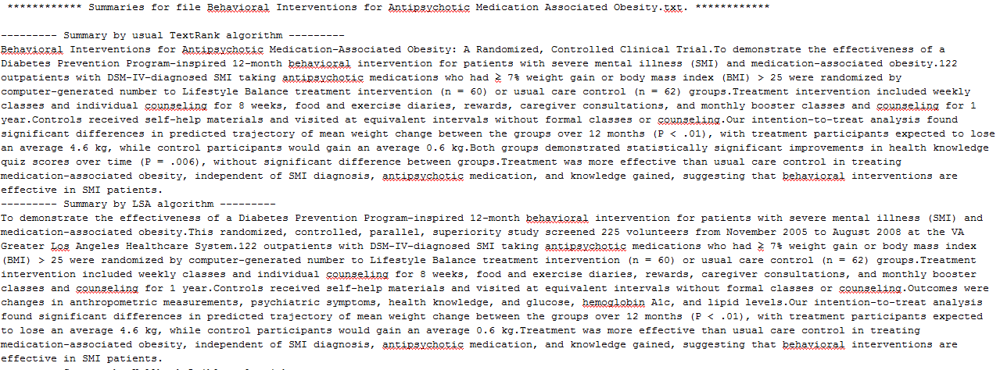 ************ Summaries for file Behavioral Interventions for Antipsychotic Medication Associated Obesity.txt. ************
--------- Summary by usual TextRank algorithm ---------
Behavioral Interventions for Antipsychotic Medication-Associated Obesity: A Randomized, Controlled Clinical Trial.To demonstrate the effectiveness of a
Diabetes Prevention Program-inspired 12-month behavioral intervention for patients with severe mental illness (SMI) and medication-associated obesity.122
outpatients with DSM-IV-diagnosed SMI taking antipsychotic medications who had ≥ 7% weight gain or body mass index (BMI) > 25 were randomized by
computer-generated number to Lifestyle Balance treatment intervention (n = 60) or usual care control (n = 62) groups.Treatment intervention included weekly
classes and individual counseling for 8 weeks, food and exercise diaries, rewards, caregiver consultations, and monthly booster classes and counseling for 1
year.Controls received self-help materials and visited at equivalent intervals without formal classes or counseling.Our intention-to-treat analysis found
significant differences in predicted trajectory of mean weight change between the groups over 12 months (P < .01), with treatment participants expected to lose
an average 4.6 kg, while control participants would gain an average 0.6 kg.Both groups demonstrated statistically significant improvements in health knowledge
quiz scores over time (P = .006), without significant difference between groups.Treatment was more effective than usual care control in treating
medication-associated obesity, independent of SMI diagnosis, antipsychotic medication, and knowledge gained, suggesting that behavioral interventions are
effective in SMI patients.
--------- Summary by LSA algorithm ---------
To demonstrate the effectiveness of a Diabetes Prevention Program-inspired 12-month behavioral intervention for patients with severe mental illness (SMI) and
medication-associated obesity.This randomized, controlled, parallel, superiority study screened 225 volunteers from November 2005 to August 2008 at the VA
Greater Los Angeles Healthcare System.122 outpatients with DSM-IV-diagnosed SMI taking antipsychotic medications who had ≥ 7% weight gain or body mass index
(BMI) > 25 were randomized by computer-generated number to Lifestyle Balance treatment intervention (n = 60) or usual care control (n = 62) groups.Treatment
intervention included weekly classes and individual counseling for 8 weeks, food and exercise diaries, rewards, caregiver consultations, and monthly booster
classes and counseling for 1 year.Controls received self-help materials and visited at equivalent intervals without formal classes or counseling.Outcomes were
changes in anthropometric measurements, psychiatric symptoms, health knowledge, and glucose, hemoglobin A1c, and lipid levels.Our intention-to-treat analysis
found significant differences in predicted trajectory of mean weight change between the groups over 12 months (P < .01), with treatment participants expected
to lose an average 4.6 kg, while control participants would gain an average 0.6 kg.Treatment was more effective than usual care control in treating
medication-associated obesity, independent of SMI diagnosis, antipsychotic medication, and knowledge gained, suggesting that behavioral interventions are
effective in SMI patients.